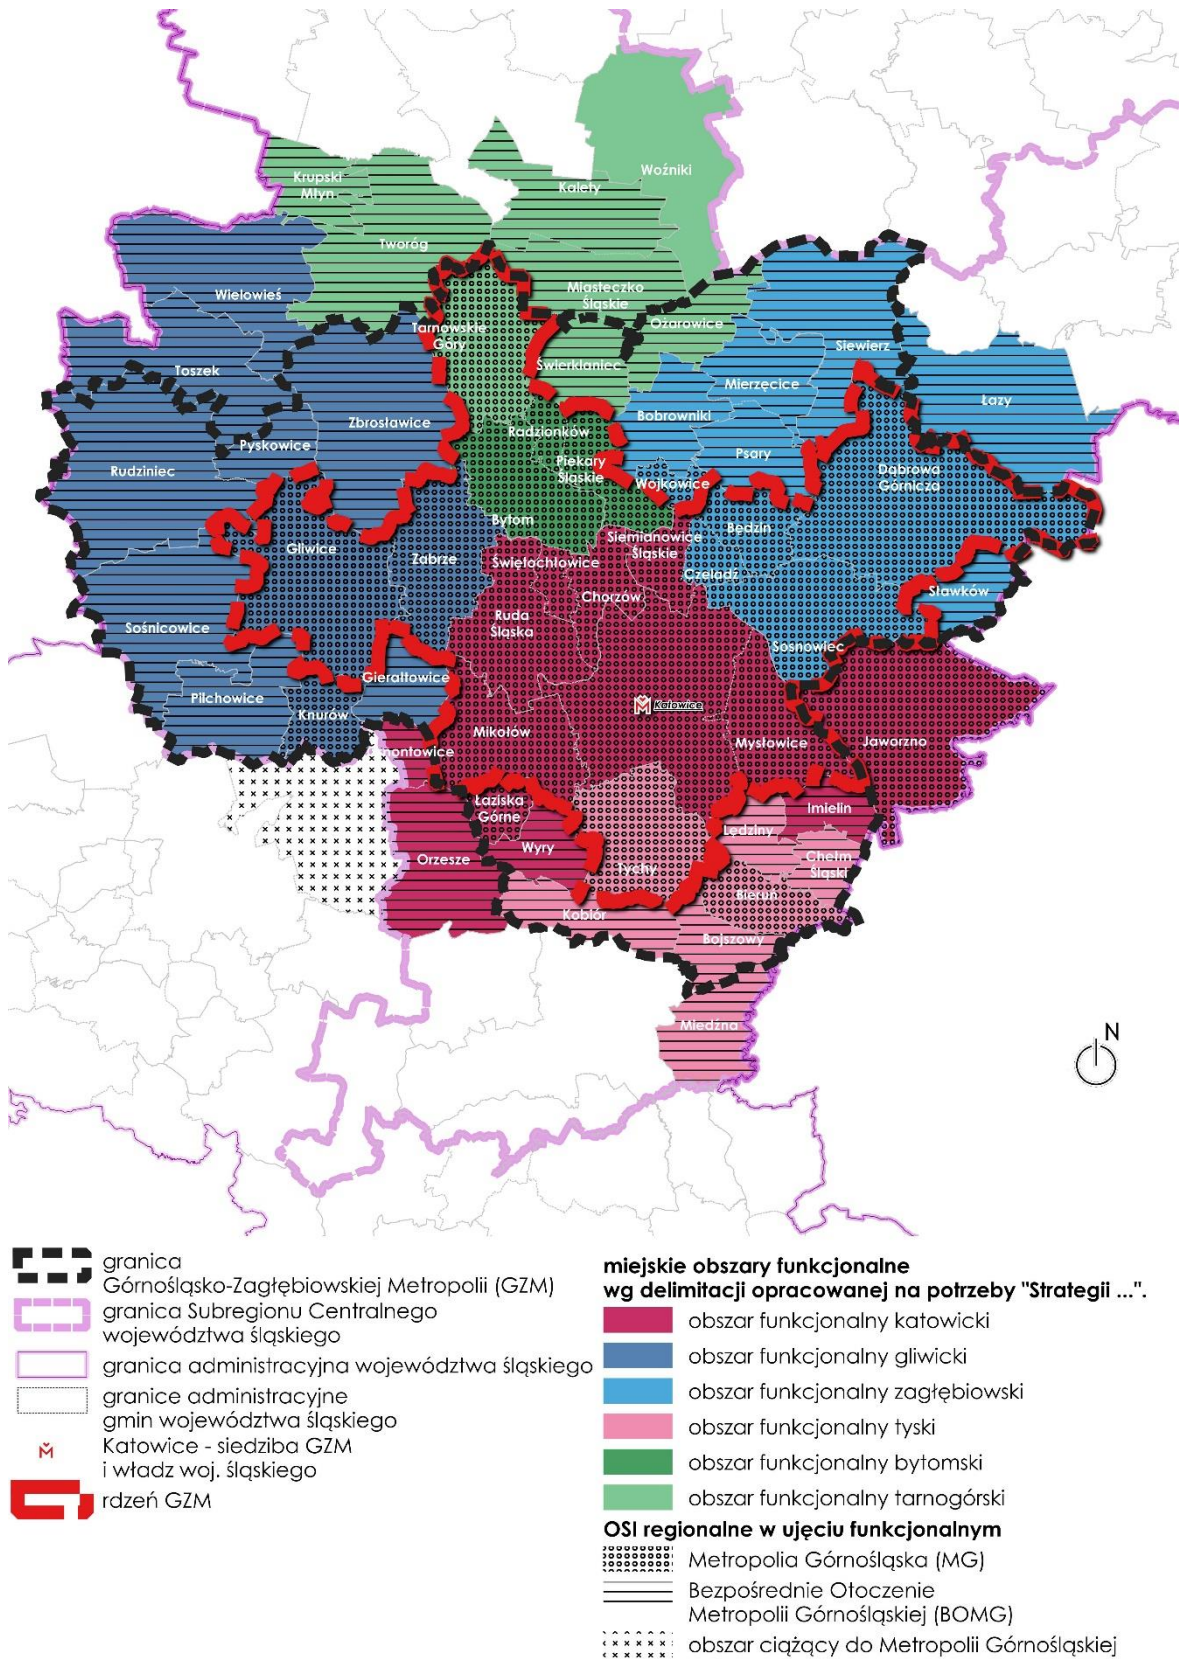 Woźniki
Krupski
Młyn
Kalety
Tworóg
Wielowieś
Miasteczko
Śląskie
Ożarowice
Tarnowskie
Góry
Siewierz
Świerklaniec
Toszek
Mierzęcice
Łazy
Zbrosławice
Bobrowniki
Radzionków
Pyskowice
Psary
Rudziniec
Piekary
Śląskie
Dąbrowa
Górnicza
Wojkowice
Bytom
Będzin
Siemianowice
Śląskie
Gliwice
Zabrze
Świętochłowice
Czeladź
Chorzów
Sławków
Ruda
Śląska
Sośnicowice
Sosnowiec
Gierałtowice
Pilchowice
Katowice
Knurów
Mikołów
Mysłowice
Jaworzno
Ornontowice
Łaziska
Górne
Imielin
Lędziny
Wyry
Orzesze
Chełm
Śląski
Tychy
Bieruń
Kobiór
Bojszowy
Miedźna
N
granica
Górnośląsko-Zagłębiowskiej Metropolii (GZM)
granica Subregionu Centralnego
województwa śląskiego
granica administracyjna województwa śląskiego
granice administracyjne
gmin województwa śląskiego
Katowice - siedziba GZM
i władz woj. śląskiego
rdzeń GZM
miejskie obszary funkcjonalne
wg delimitacji opracowanej na potrzeby "Strategii ...".
obszar funkcjonalny katowicki
obszar funkcjonalny gliwicki
obszar funkcjonalny zagłębiowski
obszar funkcjonalny tyski
obszar funkcjonalny bytomski
obszar funkcjonalny tarnogórski
OSI regionalne w ujęciu funkcjonalnym
Metropolia Górnośląska (MG)
Bezpośrednie Otoczenie
Metropolii Górnośląskiej (BOMG)
obszar ciążący do Metropolii Górnośląskiej